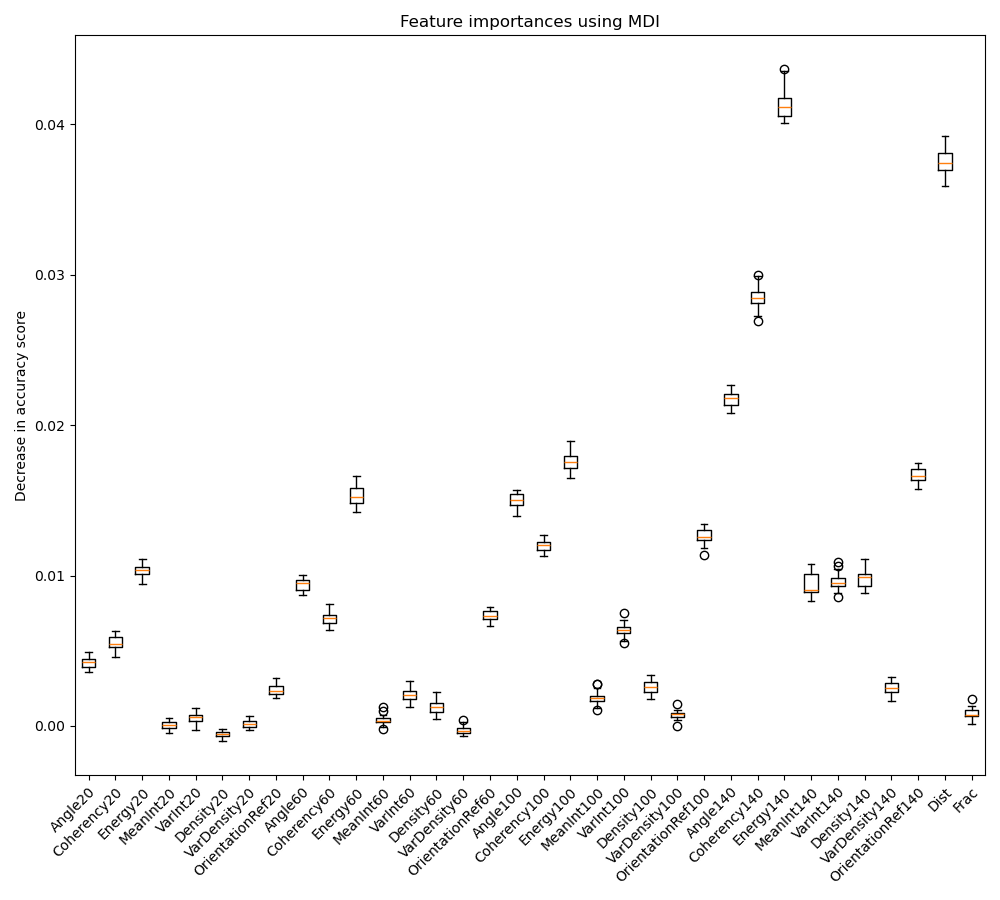 Feature importances using MDI
Decrease in accuracy score
0.04
0.03
0.02
0.01
0.00
Angle20
Coherency20
Energy20
MeanInt20
VarInt20
Density20
VarDensity20
OrientationRef20
Angle60
Coherency60
Energy60
MeanInt60
VarInt60
Density60
VarDensity60
OrientationRef60
Angle100
Coherency100
Energy100
MeanInt100
VarInt100
Density100
VarDensity100
OrientationRef100
Angle140
Coherency140
Energy140
MeanInt140
VarInt140
Density140
VarDensity140
OrientationRef140
Dist
Frac